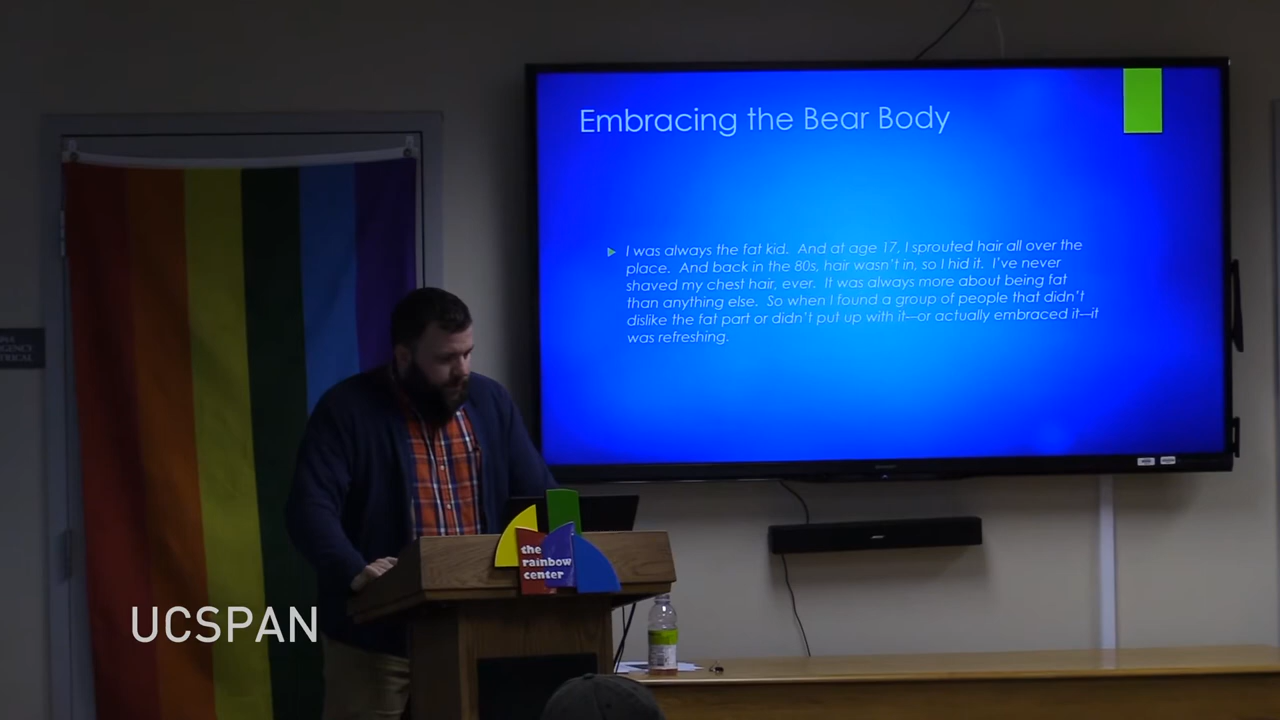 Embracing the Bear Body
I was always the fat kid. And at age 17, I sprouted hair all over the
place. And back in the 80s, hair wasn't in, so I hid it. I've never
shaved my chest hair, ever. It was always more about being fat
than anything else. So when I found a group of people that didn't
dislike the fat part or didn't put up with it—or actually embraced it—it
was refreshing.
the
rainbow
center
UCSPAN